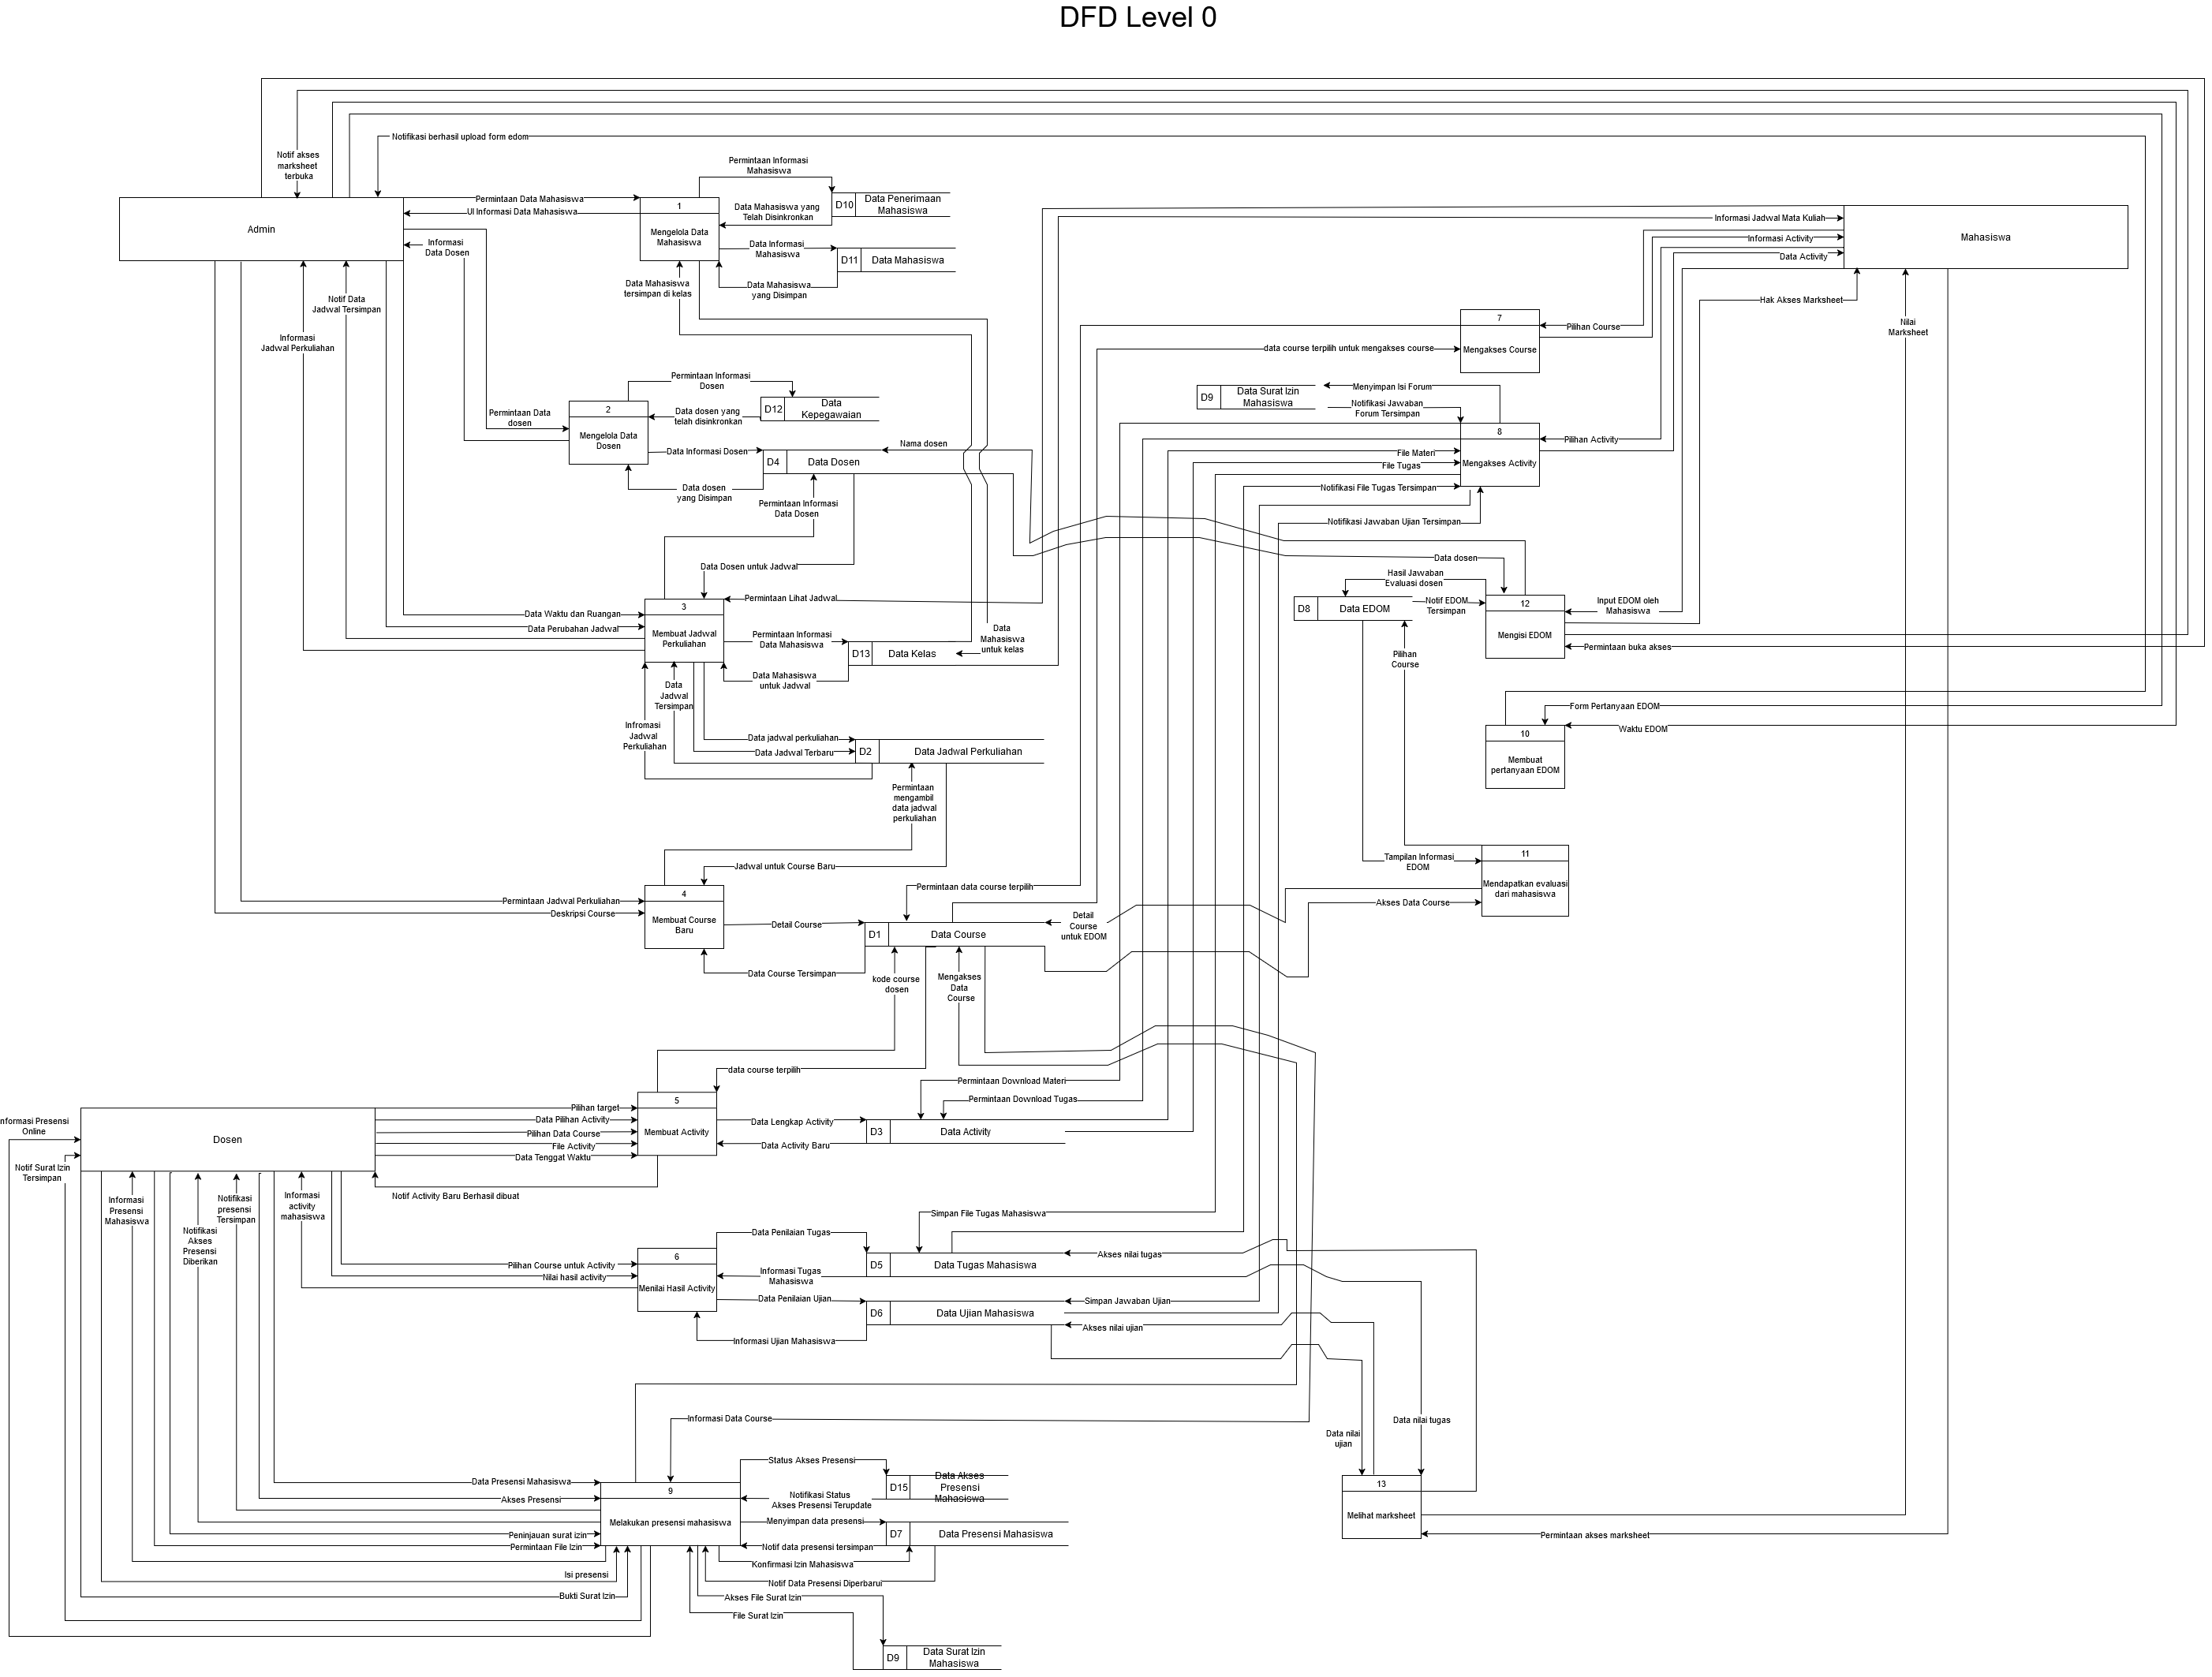 DFD Level 0
Notifikasi berhasil upload form edom
Notif akses
marksheet
terbuka
Admin
Permintaan Data Mahasiswa
UI Informasi Data Mahasiswa
Informasi
Data Dosen
Notif Data
Jadwal Tersimpan
Informasi
Jadwal Perkuliahan
1
Mengelola Data
Mahasiswa
Permintaan Informasi
Mahasiswa
Data Mahasiswa yang
Telah Disinkronkan
D10
Data Penerimaan
Mahasiswa
Data Informasi
Mahasiswa
D11
Data Mahasiswa
Data Mahasiswa
yang Disimpan
Data Mahasiswa
tersimpan di kelas
Informasi Jadwal Mata Kuliah
Informasi Activity
Data Activity
Mahasiswa
Hak Akses Marksheet
Nilai
Marksheet
7
Mengakses Course
Pilihan Course
data course terpilih untuk mengakses course
Permintaan Informasi
Dosen
2
Mengelola Data
Dosen
Permintaan Data
dosen
Data dosen yang
telah disinkronkan
D12
Data
Kepegawaian
Data Informasi Dosen
D4
Data Dosen
Nama dosen
Data dosen
yang Disimpan
Permintaan Informasi
Data Dosen
D9
Data Surat Izin
Mahasiswa
Menyimpan Isi Forum
Notifikasi Jawaban
Forum Tersimpan
8
Mengakses Activity
Pilihan Activity
File Materi
File Tugas
Notifikasi File Tugas Tersimpan
Notifikasi Jawaban Ujian Tersimpan
Data dosen
Data Dosen untuk Jadwal
Permintaan Lihat Jadwal
3
Membuat Jadwal
Perkuliahan
Data Waktu dan Ruangan
Data Perubahan Jadwal
Permintaan Informasi
Data Mahasiswa
D13
Data Kelas
Data
Mahasiswa
untuk kelas
Data Mahasiswa
untuk Jadwal
Data
Jadwal
Tersimpan
Infromasi
Jadwal
Perkuliahan
Data jadwal perkuliahan
Data Jadwal Terbaru
D2
Data Jadwal Perkuliahan
Hasil Jawaban
Evaluasi dosen
D8
Data EDOM
Notif EDOM
Tersimpan
12
Mengisi EDOM
Input EDOM oleh
Mahasiswa
Permintaan buka akses
Pilihan
Course
Form Pertanyaan EDOM
Waktu EDOM
10
Membuat
pertanyaan EDOM
Permintaan
mengambil
data jadwal
perkuliahan
Jadwal untuk Course Baru
Permintaan Jadwal Perkuliahan
Deskripsi Course
4
Membuat Course
Baru
Detail Course
Permintaan data course terpilih
D1
Data Course
Detail
Course
untuk EDOM
Tampilan Informasi
EDOM
11
Mendapatkan evaluasi
dari mahasiswa
Akses Data Course
Data Course Tersimpan
kode course
dosen
Mengakses
Data
Course
data course terpilih
Permintaan Download Materi
Permintaan Download Tugas
Informasi Presensi
Online
Notif Surat Izin
Tersimpan
Dosen
Pilihan target
Data Pilihan Activity
Pilihan Data Course
File Activity
Data Tenggat Waktu
5
Membuat Activity
Data Lengkap Activity
Data Activity Baru
D3
Data Activity
Notif Activity Baru Berhasil dibuat
Informasi
Presensi
Mahasiswa
Notifikasi
Akses
Presensi
Diberikan
Notifikasi
presensi
Tersimpan
Informasi
activity
mahasiswa
Pilihan Course untuk Activity
Nilai hasil activity
6
Menilai Hasil Activity
Data Penilaian Tugas
Informasi Tugas
Mahasiswa
Simpan File Tugas Mahasiswa
D5
Data Tugas Mahasiswa
Akses nilai tugas
Data Penilaian Ujian
D6
Data Ujian Mahasiswa
Simpan Jawaban Ujian
Akses nilai ujian
Informasi Ujian Mahasiswa
Informasi Data Course
Data nilai
ujian
Data nilai tugas
Data Presensi Mahasiswa
Akses Presensi
Peninjauan surat izin
Permintaan File Izin
9
Melakukan presensi mahasiswa
Status Akses Presensi
Notifikasi Status
Akses Presensi Terupdate
D15
Data Akses
Presensi
Mahasiswa
Menyimpan data presensi
Notif data presensi tersimpan
D7
Data Presensi Mahasiswa
Konfirmasi Izin Mahasiswa
Notif Data Presensi Diperbarui
13
Melihat marksheet
Permintaan akses marksheet
Isi presensi
Bukti Surat Izin
Akses File Surat Izin
File Surat Izin
D9
Data Surat Izin
Mahasiswa